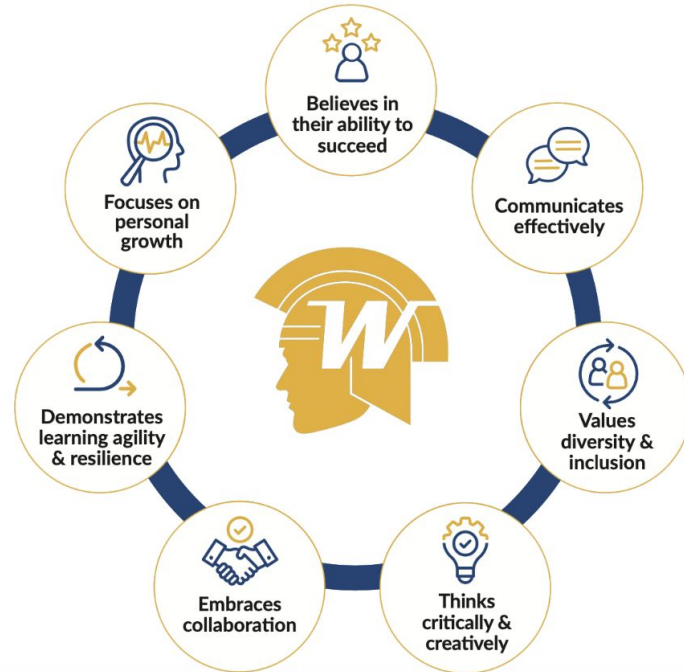 Believes in
their ability to
succeed
Communicates
effectively
Values
diversity &
inclusion
Thinks
critically &
creatively
Embraces
collaboration
Demonstrates
learning agility
& resilience
Focuses on
personal
growth
W